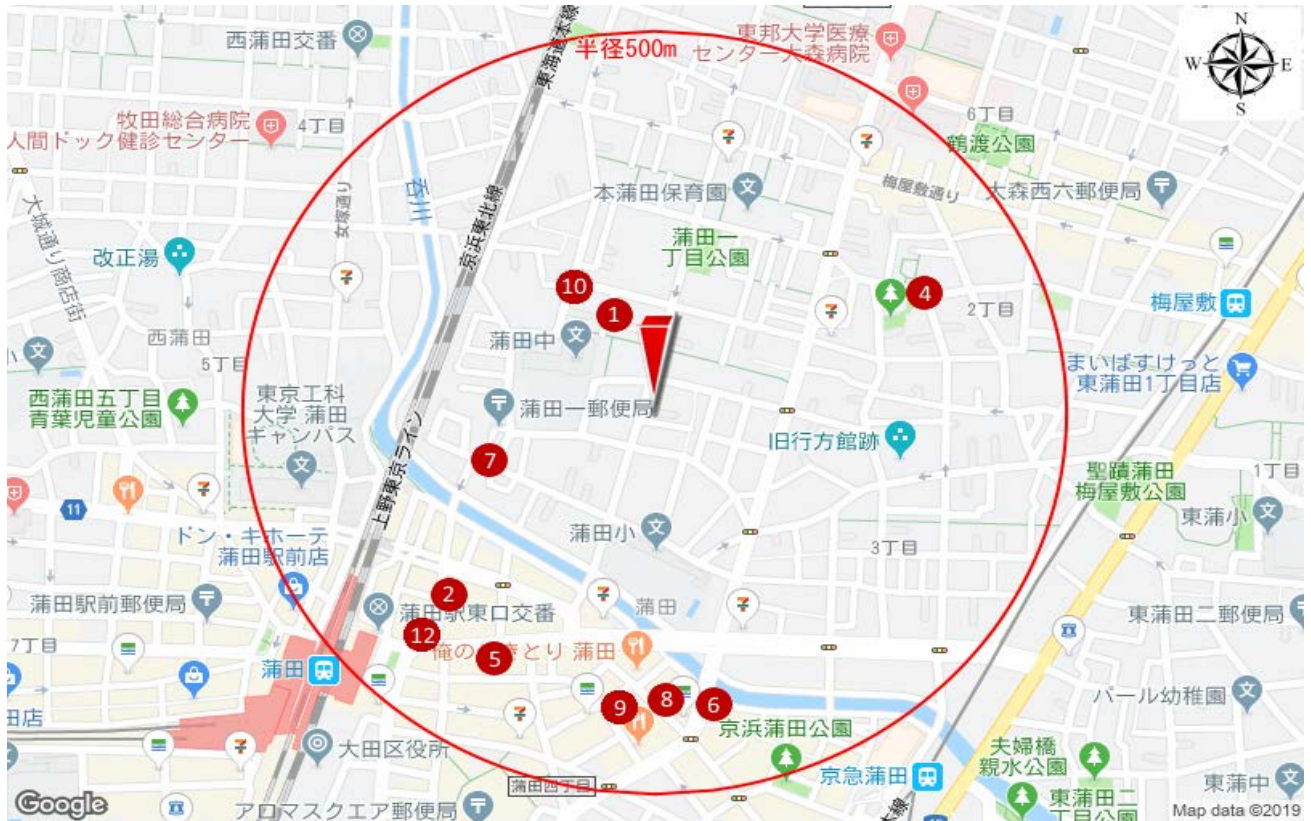 西蒲田交番
東海道本線
半径500m
東邦大学医療
センター大森病院
N
W
E
S
牧田総合病院
人間ドック健診センター
4丁目
6丁目
鶴渡公園
梅屋敷通り
大森西六郵便局
本蒲田保育園
大城通り商店街
女塚通り
呑川
京浜東北線
改正湯
蒲田一
丁目公園
10
4
1
2丁目
梅屋敷
西蒲田
5丁目
蒲田中
まいばすけっと
東蒲田1丁目店
西蒲田五丁目
青葉児童公園
東京工科
大学 蒲田
キャンパス
蒲田一郵便局
上野東京ライン
旧行方館跡
7
聖蹟蒲田
梅屋敷公園
1丁目
東蒲小
11
ドン・キホーテ
蒲田駅前店
蒲田小
3丁目
2
蒲田駅前郵便局
蒲田駅東口交番
蒲田
東蒲田二郵便局
7丁目
12
5
蒲田
蒲田
パール幼稚園
田店
9
8
6
京浜蒲田公園
大田区役所
夫婦橋
親水公園
京急蒲田
東蒲中
蒲田四丁目
アロマスクエア郵便局
本線
東蒲田二
丁目公園
Google
Map data ©2019